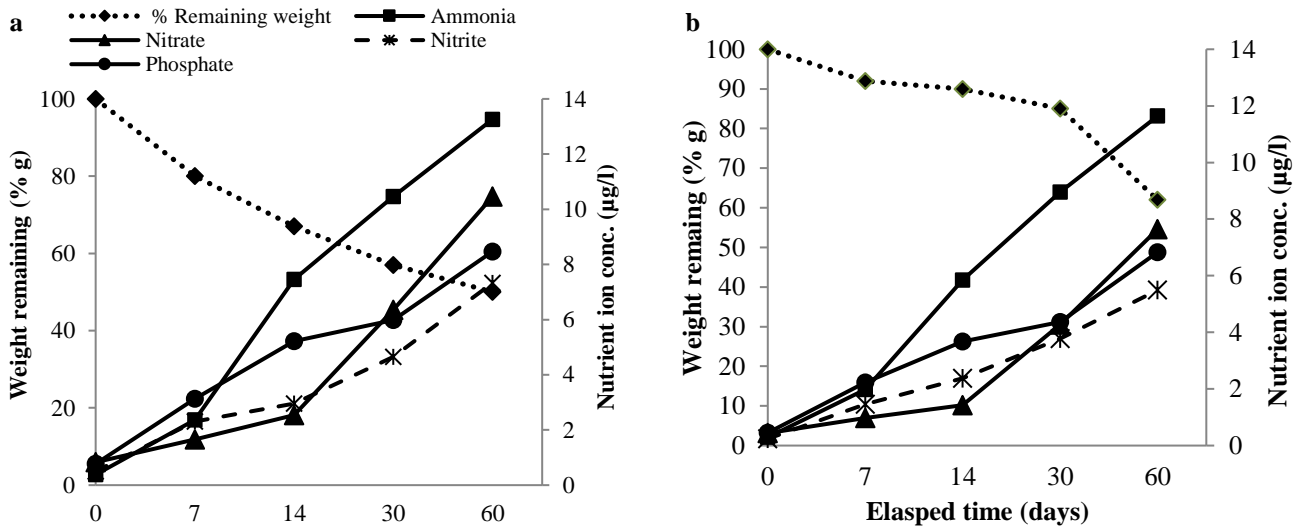 a
% Remaining weight
Ammonia
Nitrate
Nitrite
Phosphate
Weight remaining (% g)
100
80
60
40
20
0
14
12
10
8
6
4
2
0
Nutrient ion conc. (µg/l)
0 7 14 30 60
b
Weight remaing (% g)
100
90
80
70
60
50
40
30
20
10
0
14
12
10
8
6
4
2
0
Nutrient ion conc. (µg/l)
0 7 14 30 60
Elasped time (days)